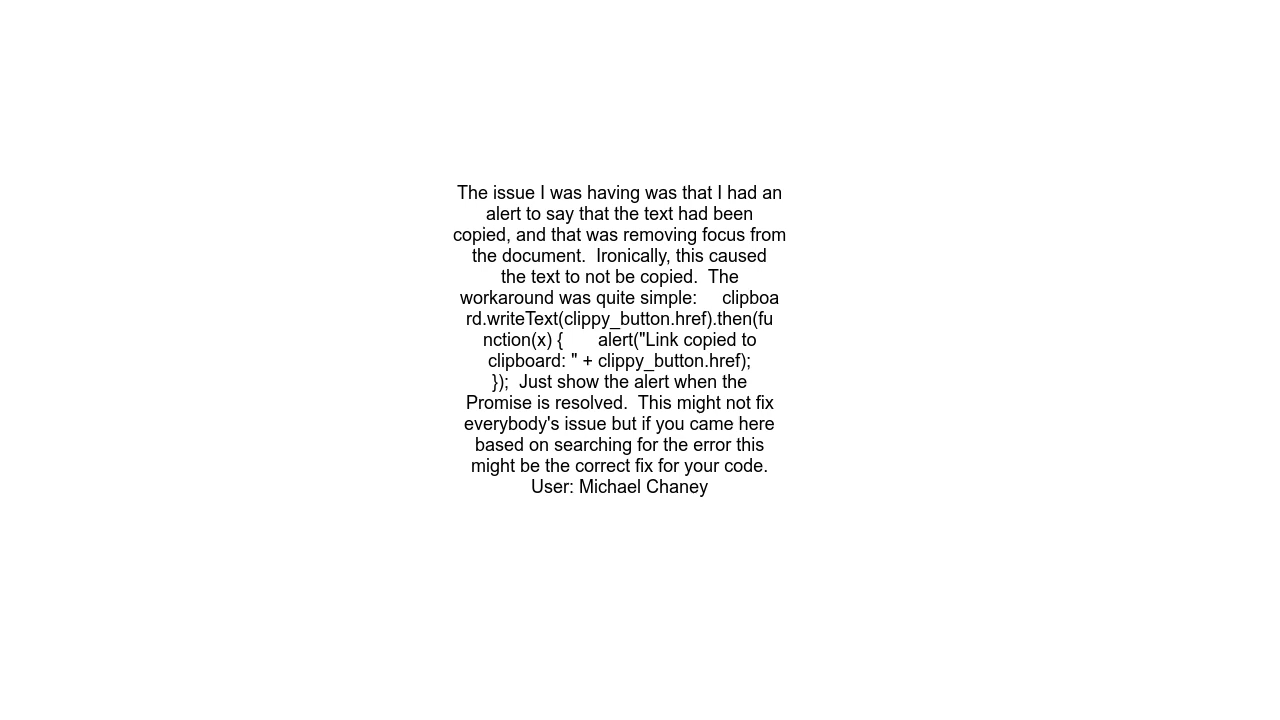 The issue I was having was that I had an
alert to say that the text had been
copied, and that was removing focus from
the document.  Ironically, this caused
the text to not be copied.  The
workaround was quite simple:     clipboa
rd.writeText(clippy_button.href).then(fu
nction(x) {       alert("Link copied to
clipboard: " + clippy_button.href);
});  Just show the alert when the
Promise is resolved.  This might not fix
everybody's issue but if you came here
based on searching for the error this
might be the correct fix for your code.
User: Michael Chaney